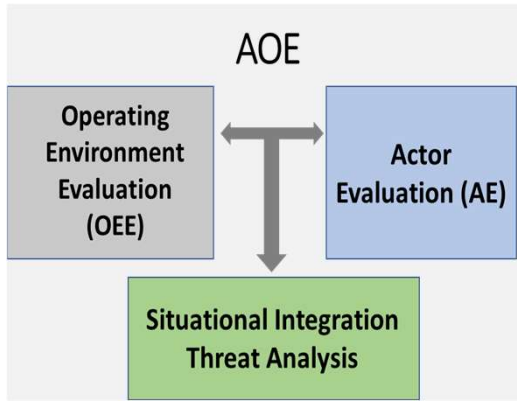 AOE
Operating
Environment
Evaluation
(OEE)
Actor
Evaluation (AE)
Situational Integration
Threat Analysis